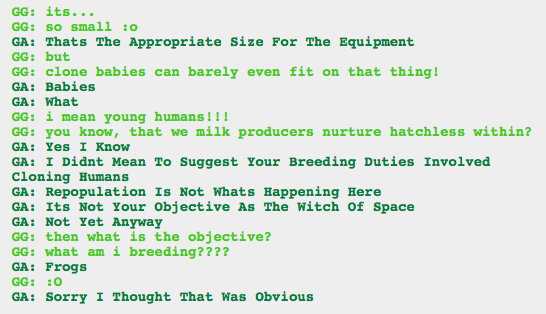 GG: its...
GG: so small :o
GA: Thats The Appropriate Size For The Equipment
GG: but
GG: clone babies can barely even fit on that thing!
GA: Babies
GA: What
GG: i mean young humans!!!
GG: you know, that we milk producers nurture hatchless within?
GA: Yes I Know
GA: I Didnt Mean To Suggest Your Breeding Duties Involved
Cloning Humans
GA: Repopulation Is Not Whats Happening Here
GA: Its Not Your Objective As The Witch Of Space
GA: Not Yet Anyway
GG: then what is the objective?
GG: what am i breeding????
GA: Frogs
GG: :O
GA: Sorry I Thought That Was Obvious